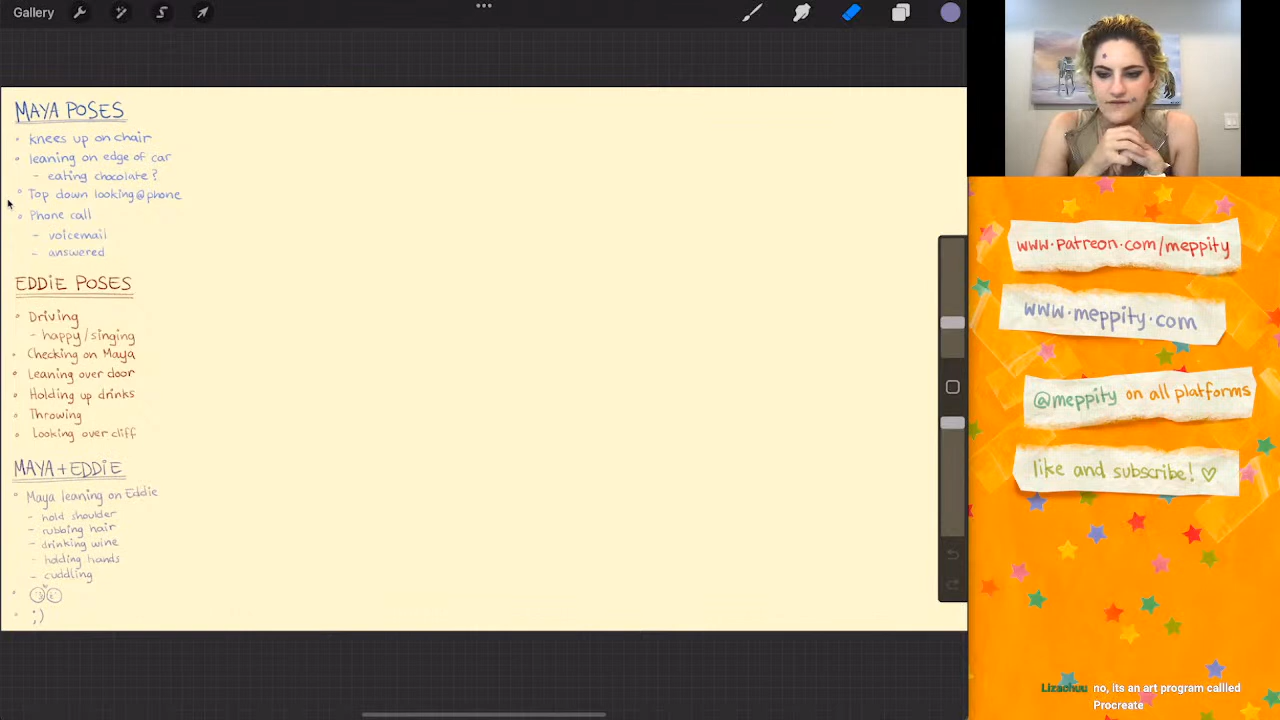 Gallery
MAYA POSES
knees up on chair
leaning on edge of car
- eating chocolate?
Top down looking@phone
Phone call
- voicemail
- answered
EDDIE POSES
Driving
- happy/singing
Checking on Maya
Leaning over door
Holding up drinks
Throwing
Looking over cliff
MAYA + EDDIE
Maya leaning on Eddie
- hold shoulder
- rubbing hair
- drinking wine
- holding hands
- cuddling
;)
www.patreon.com/meppity
www.meppity.com
@meppity on all platforms
like and subscribe! ♡
Lizachuu no, its an art program callled
Procreate